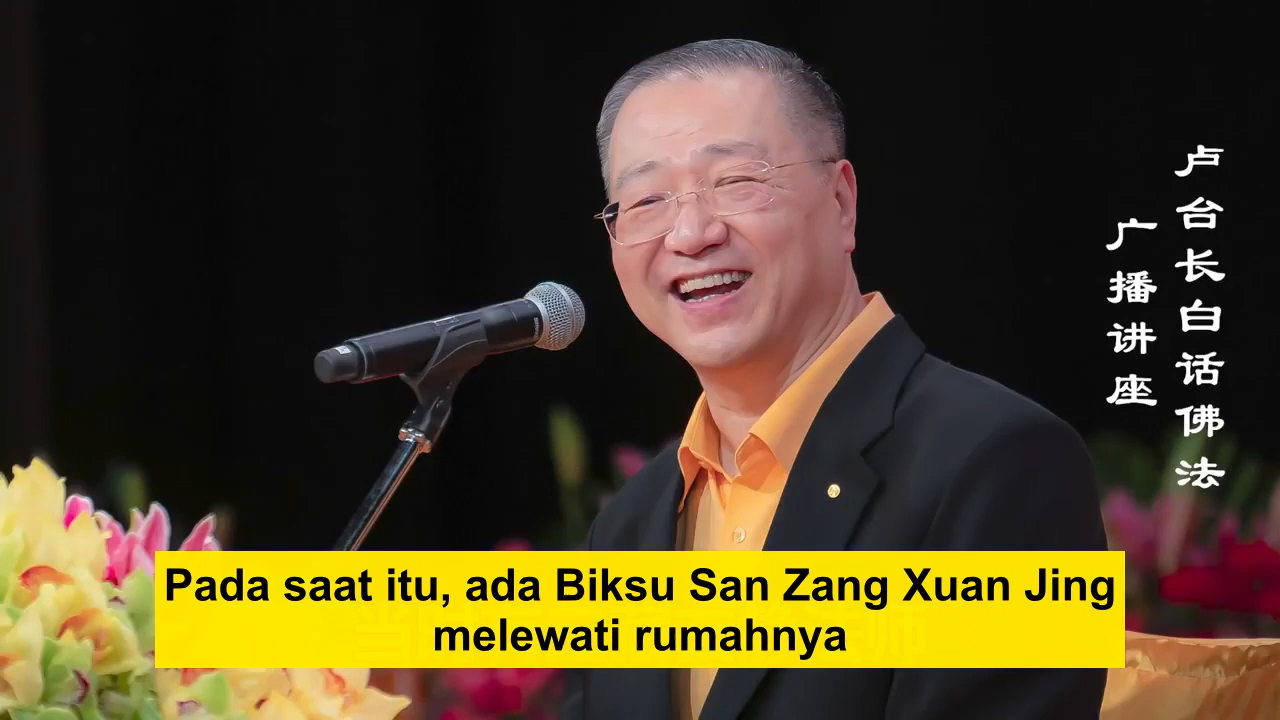 卢台长白话佛法
广播讲座
Pada saat itu, ada Biksu San Zang Xuan Jing
melewati rumahnya